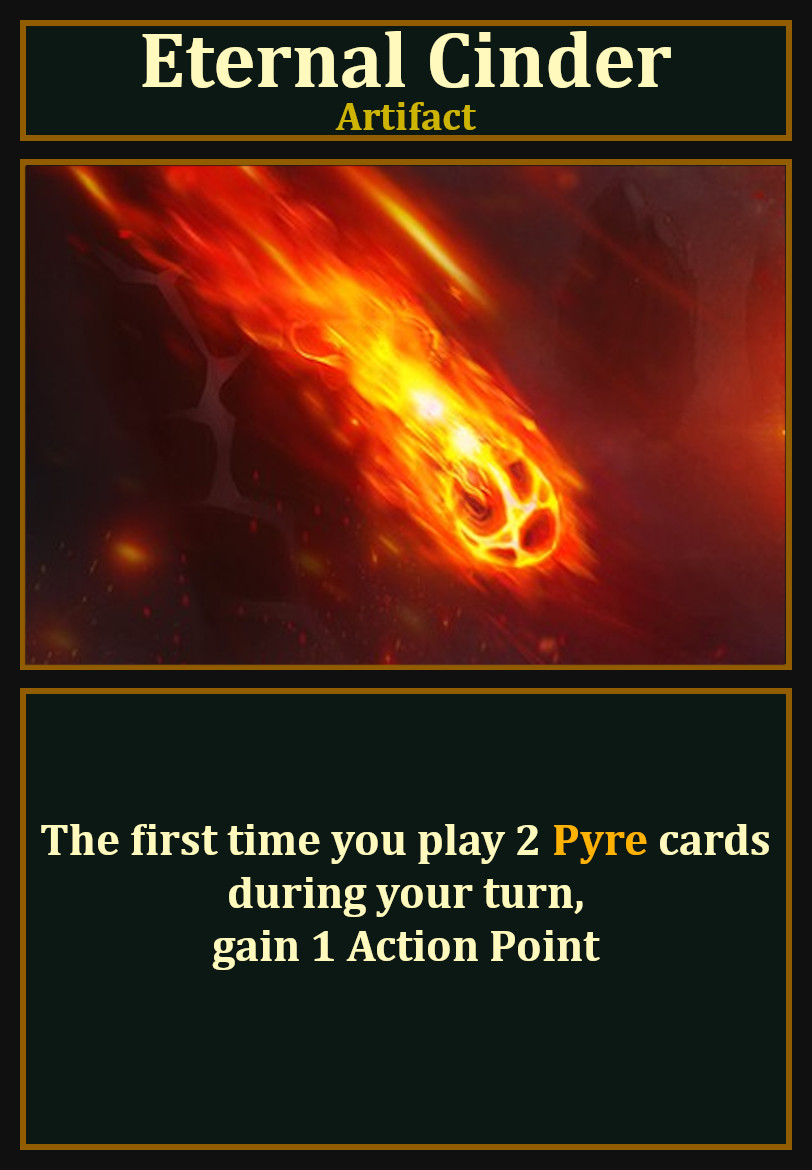 Eternal Cinder
Artifact
The first time you play 2 Pyre cards
during your turn,
gain 1 Action Point